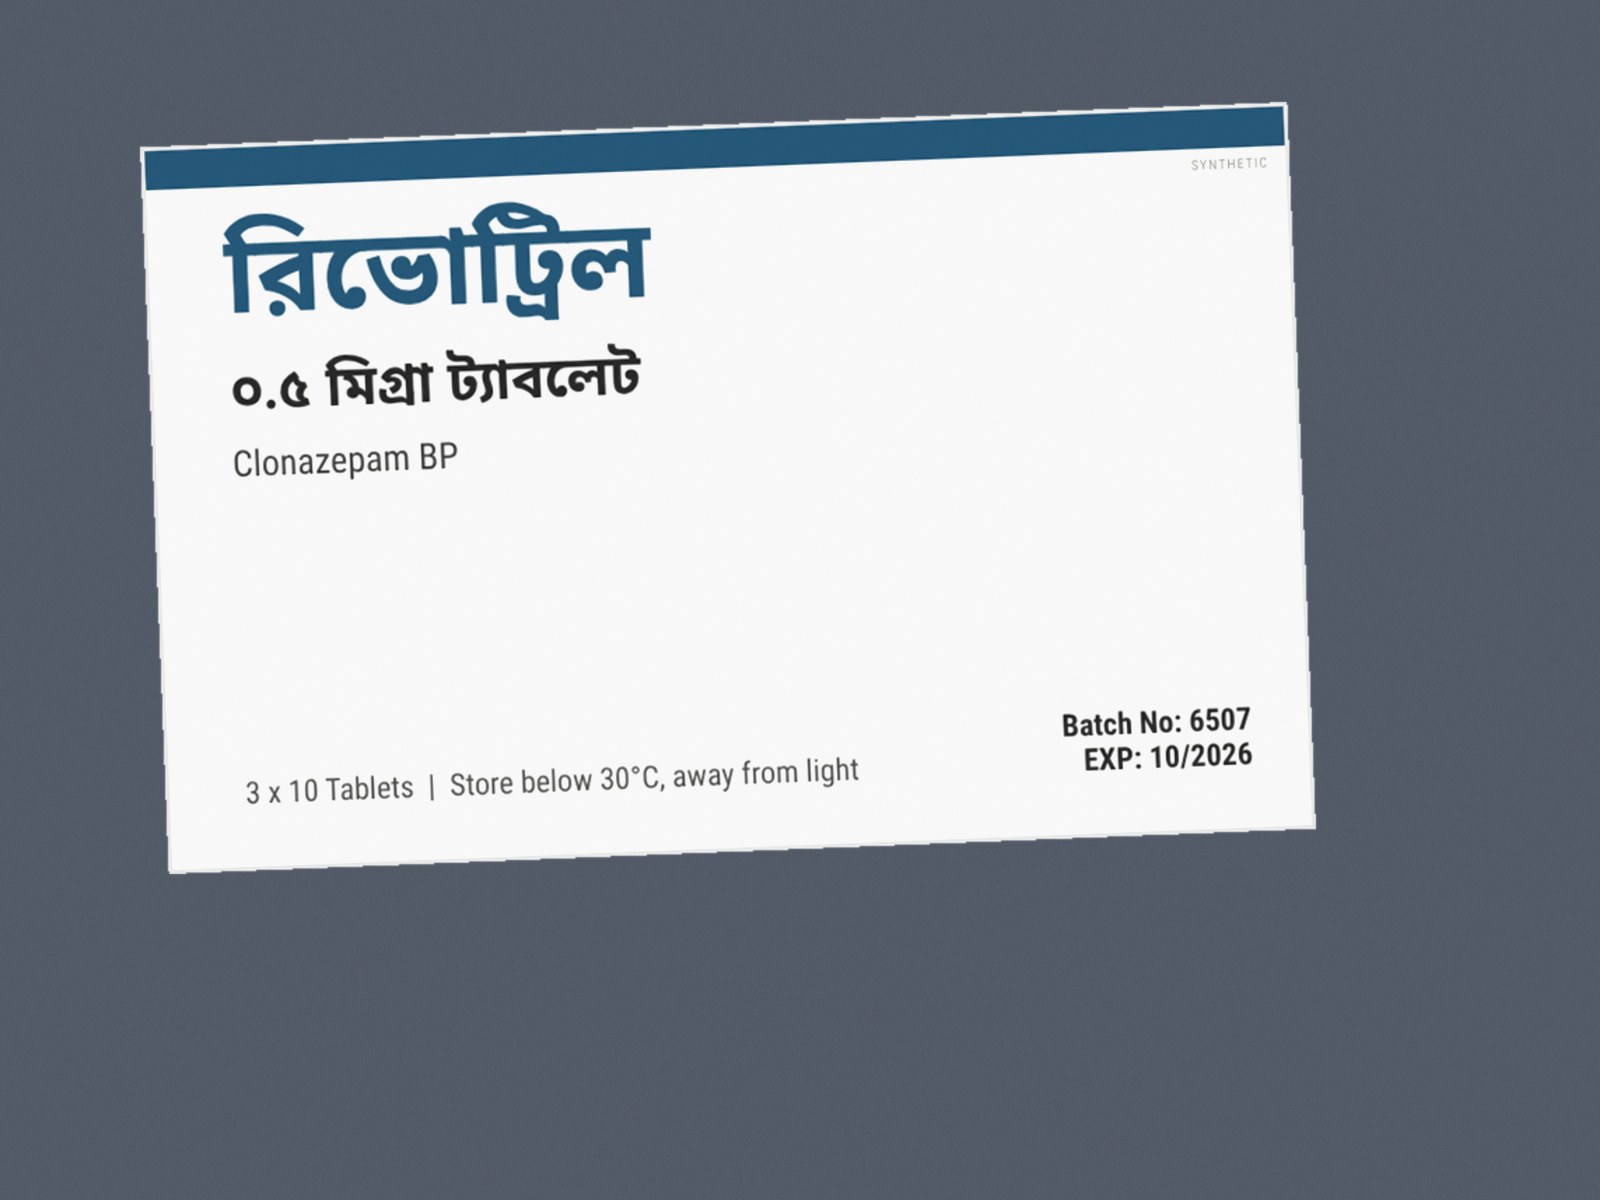 SYNTHETIC
রিভোট্রিল
০.৫ মিগ্রা ট্যাবলেট
Clonazepam BP
Batch No: 6507
EXP: 10/2026
3 x 10 Tablets | Store below 30°C, away from light